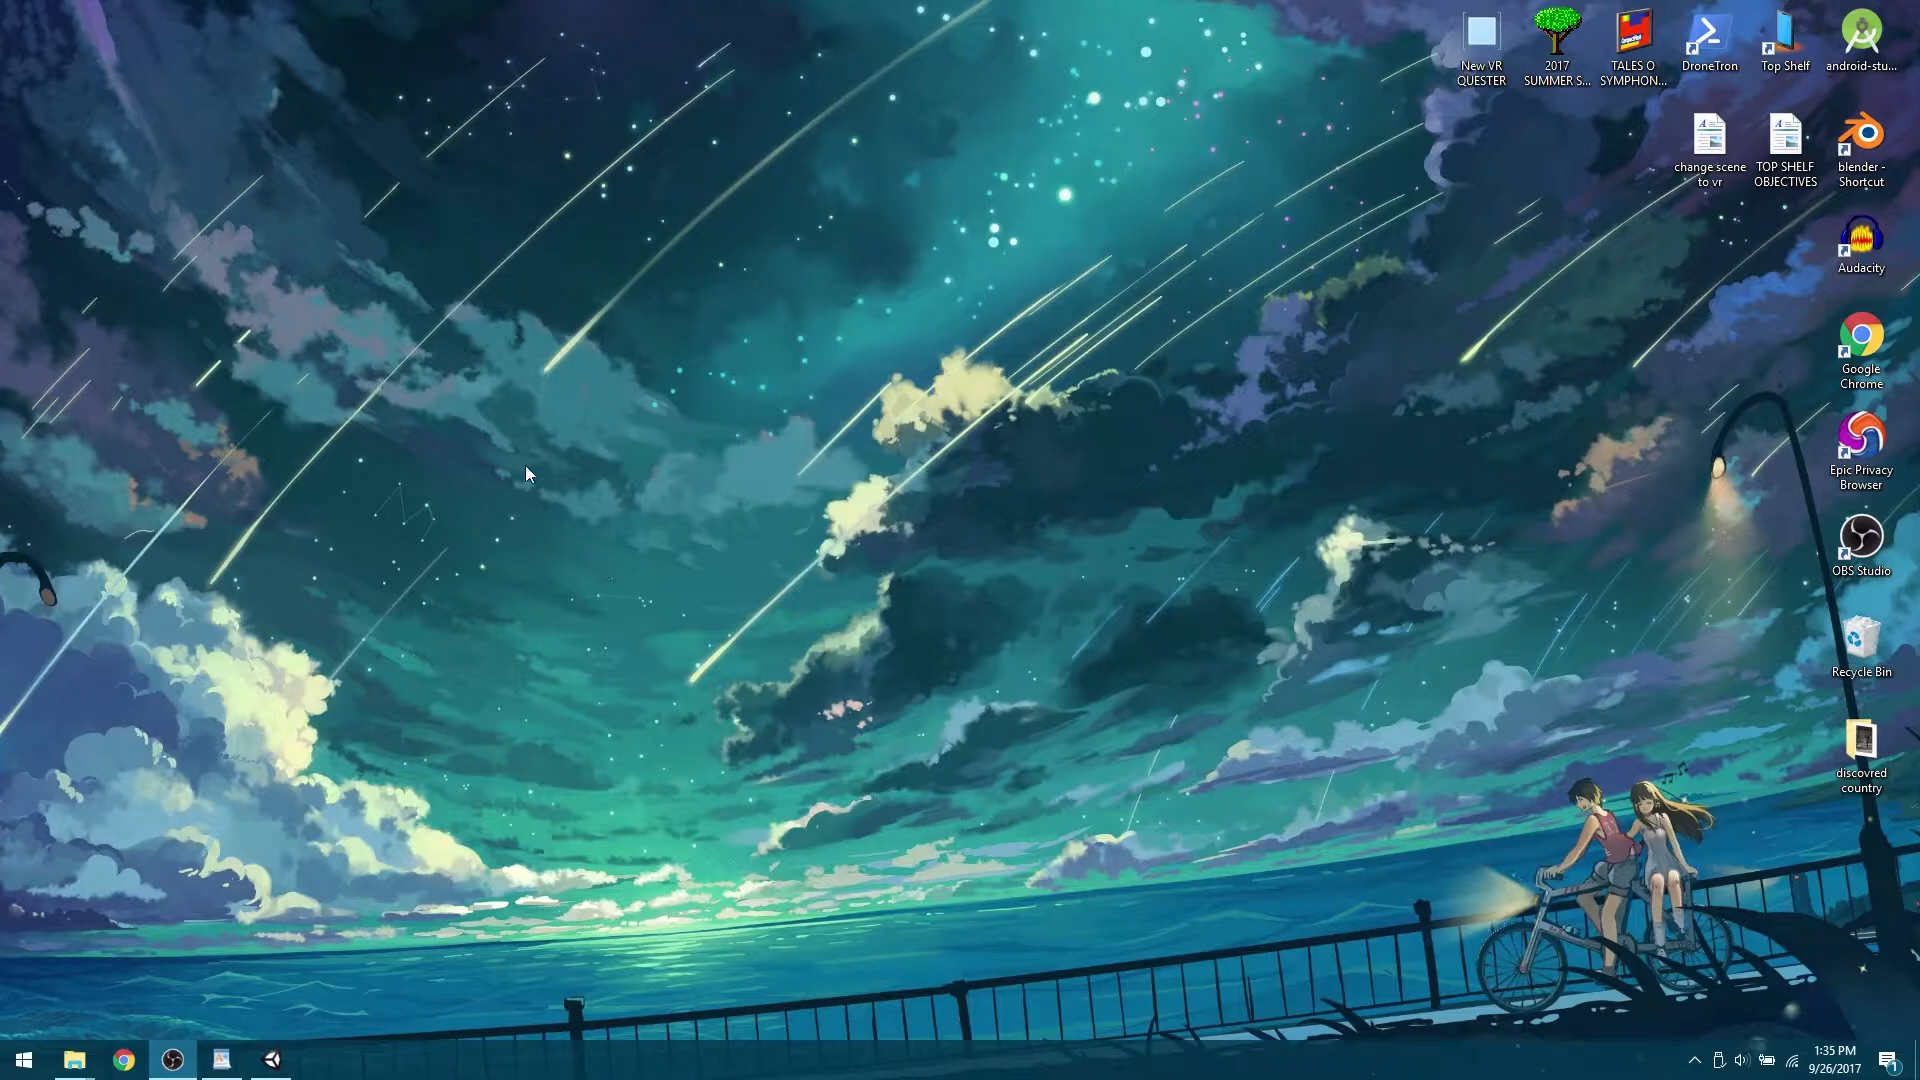 New VR
QUESTER
2017
SUMMER S...
TALES O
SYMPHON...
DroneTron
Top Shelf
android-stu...
change scene
to vr
TOP SHELF
OBJECTIVES
blender -
Shortcut
Audacity
Google
Chrome
Epic Privacy
Browser
OBS Studio
Recycle Bin
discovred
country
1:35 PM
9/26/2017
1